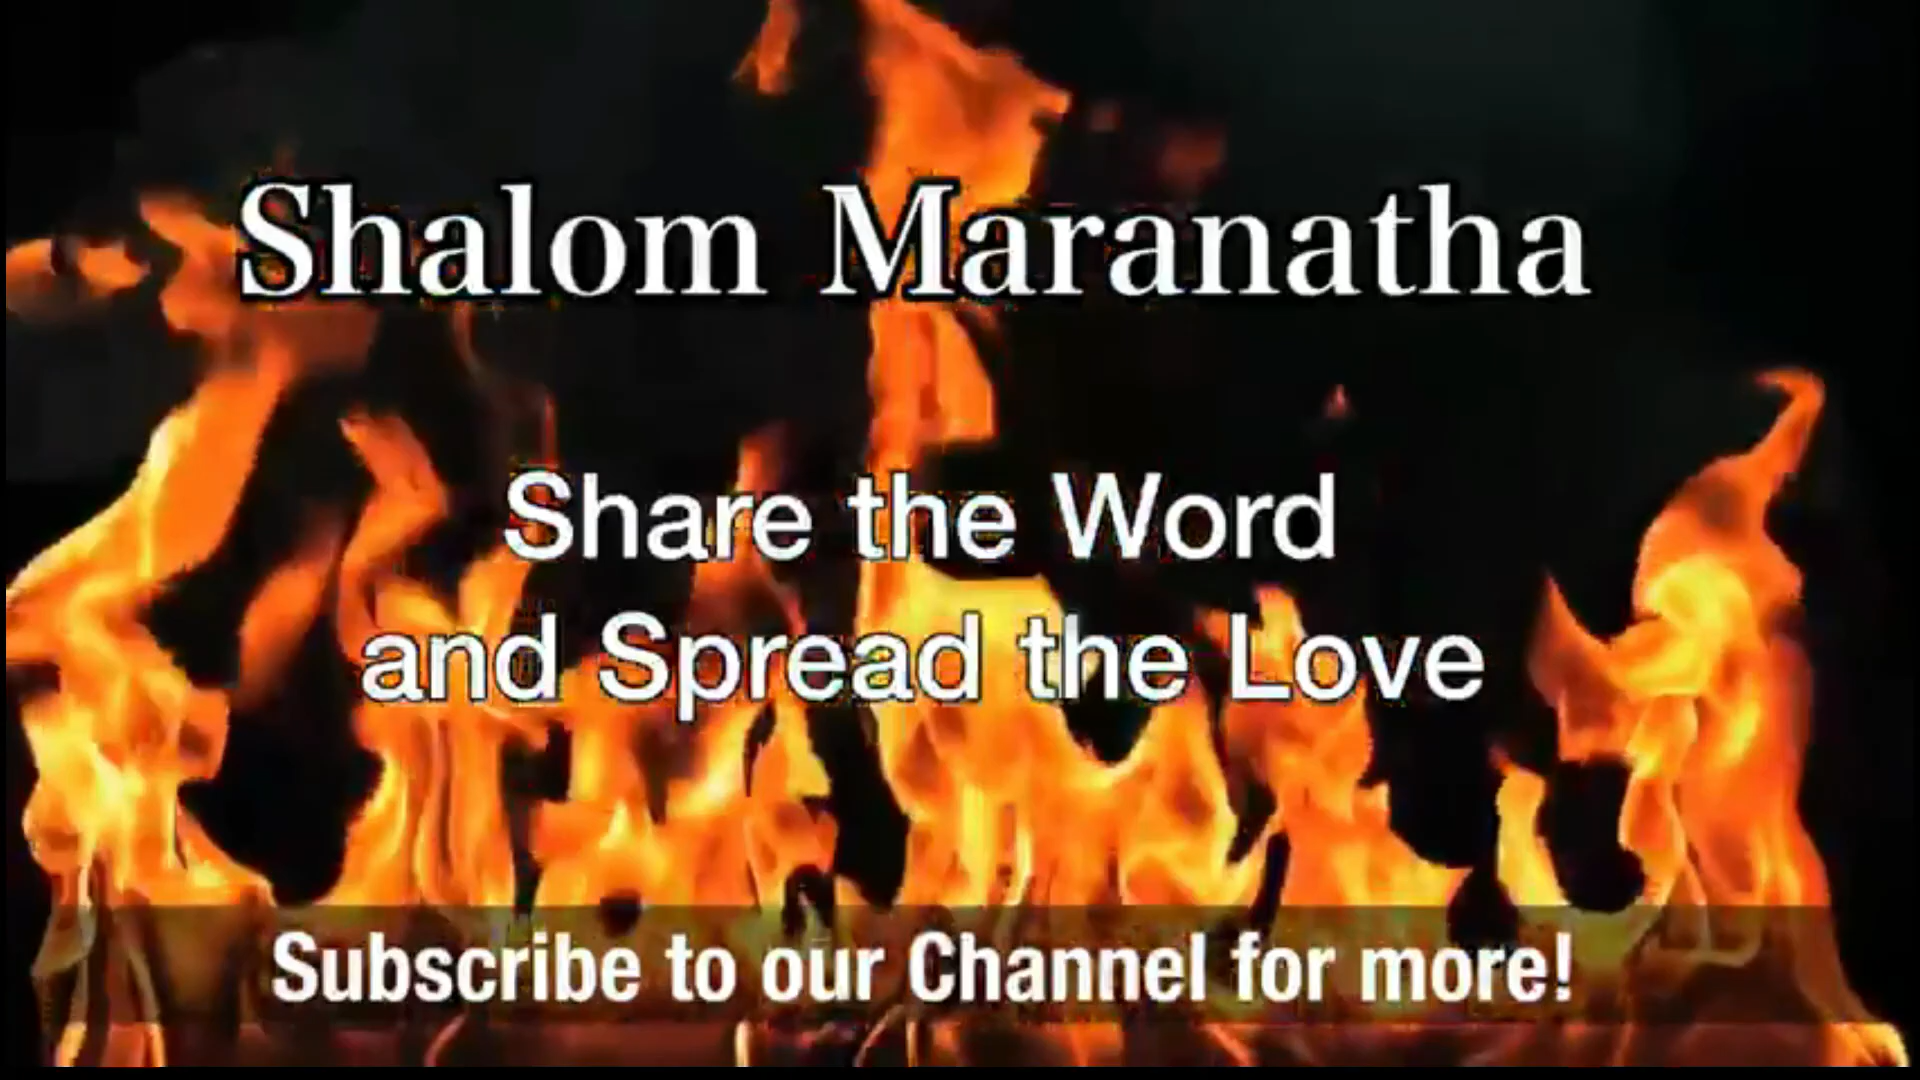 Shalom Maranatha
Share the Word
and Spread the Love
Subscribe to our Channel for more!